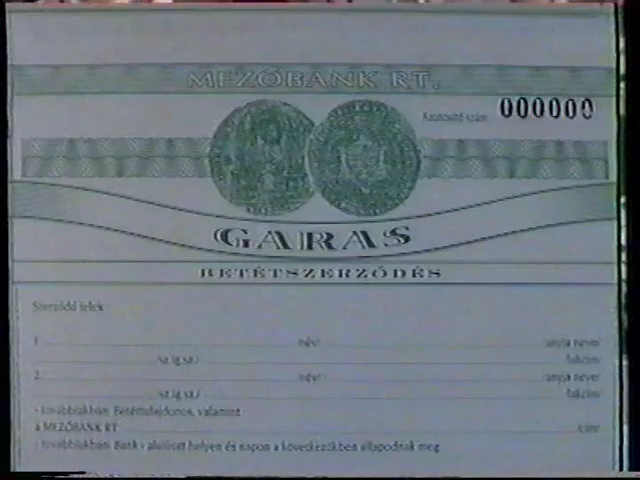 MEZŐBANK RT.
Azonosító szám 000000
GARAS
BETÉTSZERZŐDÉS
Szerződő felek
1. /név/ /anyja neve/
/sz.ig.sz./ /lakcím/
2. /név/ /anyja neve/
/sz.ig.sz./ /lakcím/
- továbbiakban: Betéttulajdonos, valamint
a MEZŐBANK RT. /cím/
- továbbiakban Bank - alulírott helyen és napon a következőkben állapodnak meg